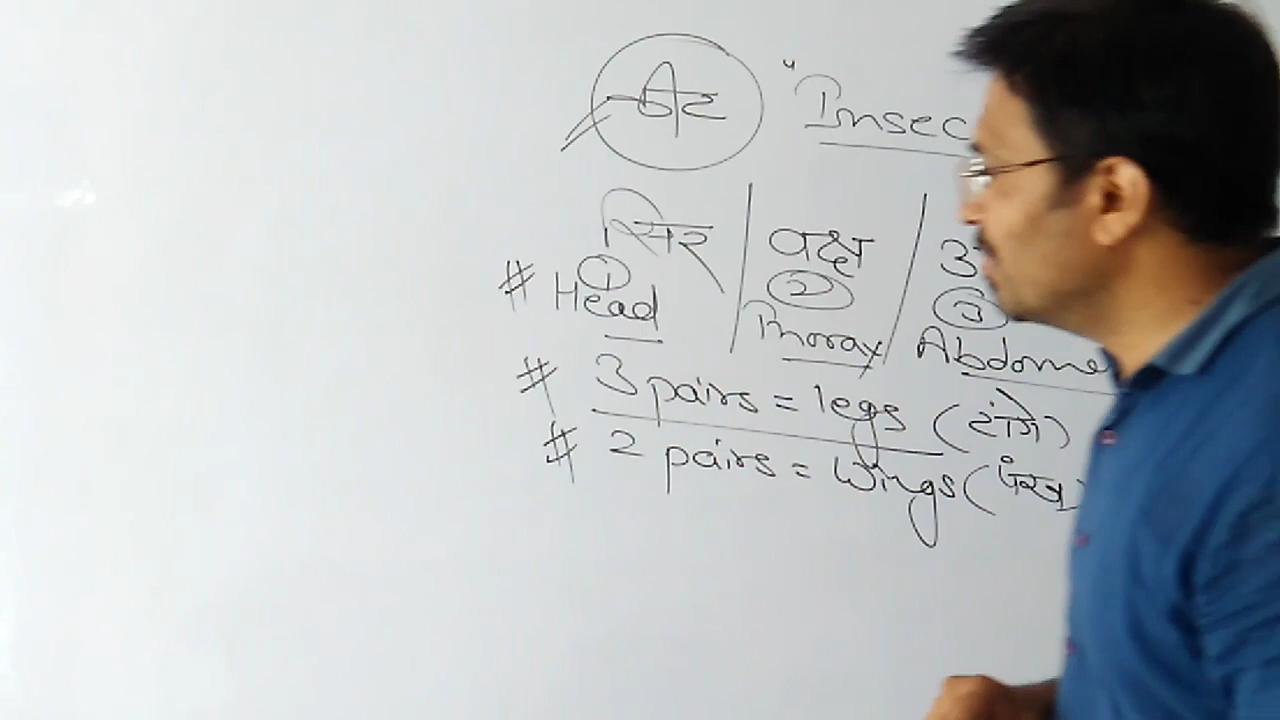 कीट "Insec
सिर | वक्ष | अ
# ① ② ③
Head Thorax Abdome
# 3 pairs = legs (टांगे)
# 2 pairs = wings (पंख)